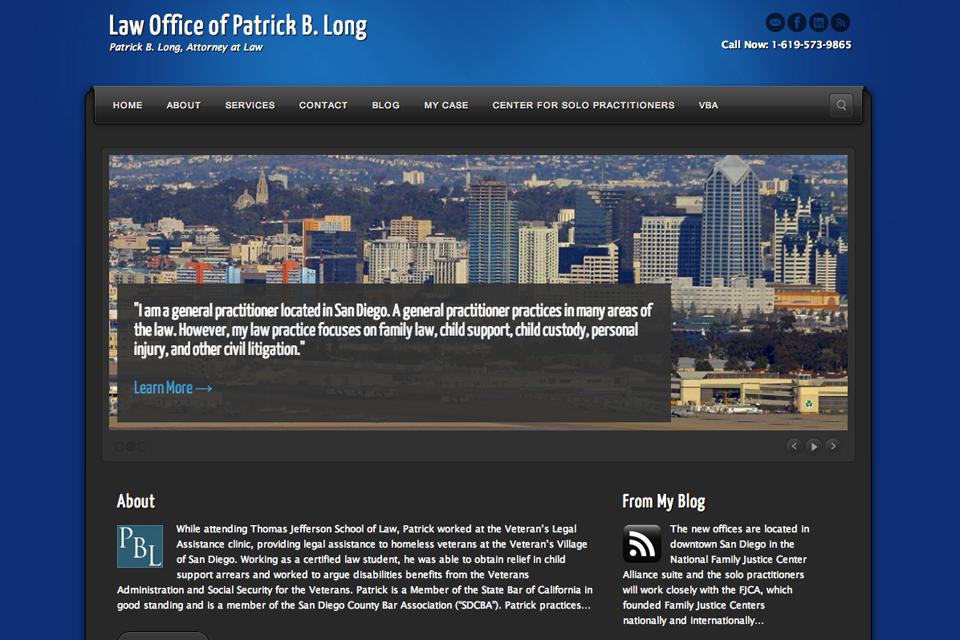 Law Office of Patrick B. Long
Patrick B. Long, Attorney at Law
Call Now: 1-619-573-9865
HOME ABOUT SERVICES CONTACT BLOG MY CASE CENTER FOR SOLO PRACTITIONERS VBA
"I am a general practitioner located in San Diego. A general practitioner practices in many areas of
the law. However, my law practice focuses on family law, child support, child custody, personal
injury, and other civil litigation."
Learn More →
About
PBL
While attending Thomas Jefferson School of Law, Patrick worked at the Veteran's Legal
Assistance clinic, providing legal assistance to homeless veterans at the Veteran's Village
of San Diego. Working as a certified law student, he was able to obtain relief in child
support arrears and worked to argue disabilities benefits from the Veterans
Administration and Social Security for the Veterans. Patrick is a Member of the State Bar of California in
good standing and is a member of the San Diego County Bar Association ("SDCBA"). Patrick practices...
From My Blog
The new offices are located in
downtown San Diego in the
National Family Justice Center
Alliance suite and the solo practitioners
will work closely with the FJCA, which
founded Family Justice Centers
nationally and internationally...